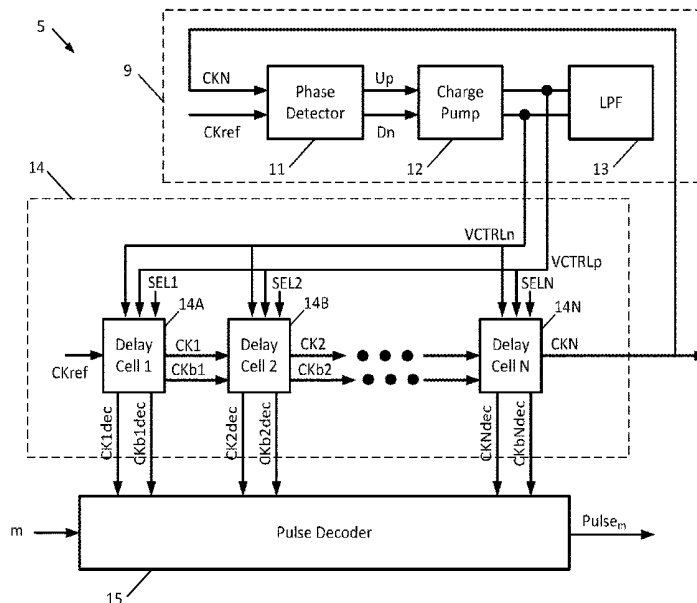 5
9
CKN
CKref
Phase
Detector
Up
Dn
Charge
Pump
LPF
11
12
13
14
VCTRLn
VCTRLp
SEL1
14A
SEL2
14B
SELN
14N
CKref
Delay
Cell 1
CK1
CKb1
Delay
Cell 2
CK2
CKb2
Delay
Cell N
CKN
CK1dec
CKb1dec
CK2dec
CKb2dec
CKNdec
CKbNdec
m
Pulse Decoder
Pulseₘ
15